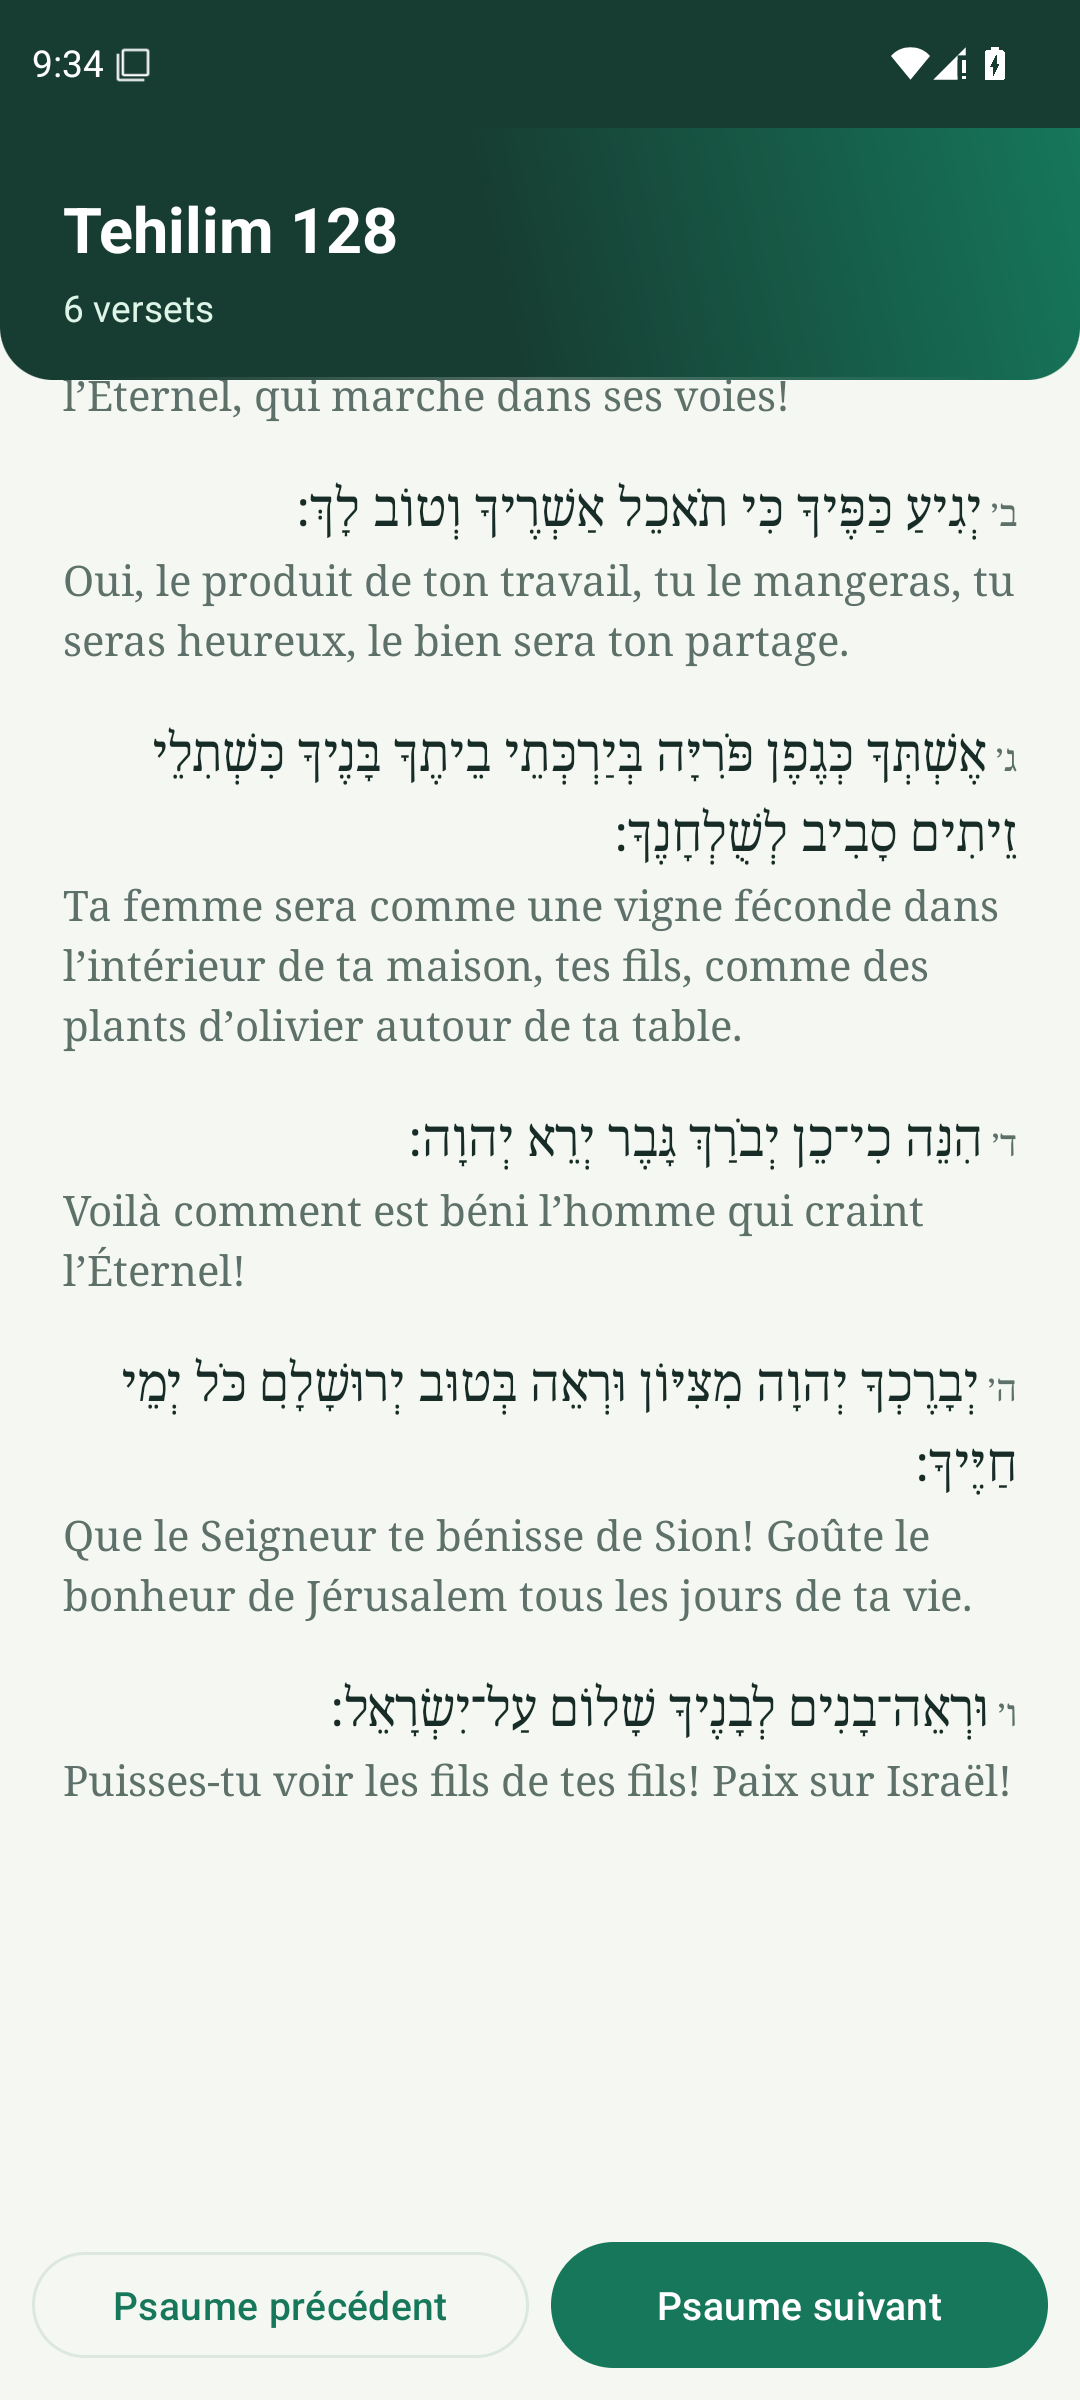 9:34
Tehilim 128
6 versets
l’Éternel, qui marche dans ses voies!
ב’ יְגִיעַ כַּפֶּיךָ כִּי תֹאכֵל אַשְׁרֶיךָ וְטוֹב לָךְ:
Oui, le produit de ton travail, tu le mangeras, tu
seras heureux, le bien sera ton partage.
ג’ אֶשְׁתְּךָ כְּגֶפֶן פֹּרִיָּה בְּיַרְכְּתֵי בֵיתֶךָ בָּנֶיךָ כִּשְׁתִלֵי
זֵיתִים סָבִיב לְשֻׁלְחָנֶךָ:
Ta femme sera comme une vigne féconde dans
l’intérieur de ta maison, tes fils, comme des
plants d’olivier autour de ta table.
ד’ הִנֵּה כִי־כֵן יְבֹרַךְ גָּבֶר יְרֵא יְהוָה:
Voilà comment est béni l’homme qui craint
l’Éternel!
ה’ יְבָרֶכְךָ יְהוָה מִצִּיּוֹן וּרְאֵה בְּטוּב יְרוּשָׁלָ‍ִם כֹּל יְמֵי
חַיֶּיךָ:
Que le Seigneur te bénisse de Sion! Goûte le
bonheur de Jérusalem tous les jours de ta vie.
ו’ וּרְאֵה־בָנִים לְבָנֶיךָ שָׁלוֹם עַל־יִשְׂרָאֵל:
Puisses-tu voir les fils de tes fils! Paix sur Israël!
Psaume précédent
Psaume suivant